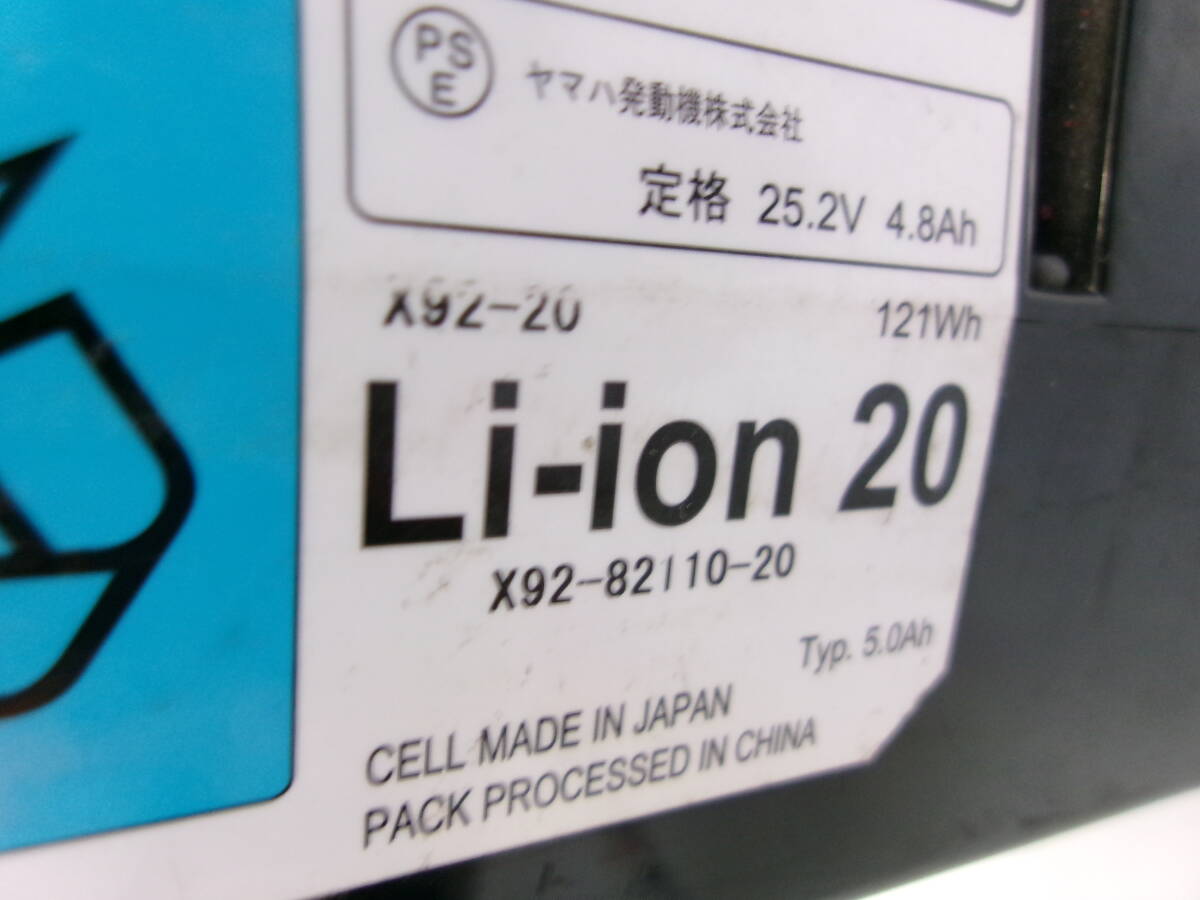 PS
E
ヤマハ発動機株式会社
定格 25.2V 4.8Ah
X92-20
121Wh
Li-ion 20
X92-82110-20
Typ. 5.0Ah
CELL MADE IN JAPAN
PACK PROCESSED IN CHINA